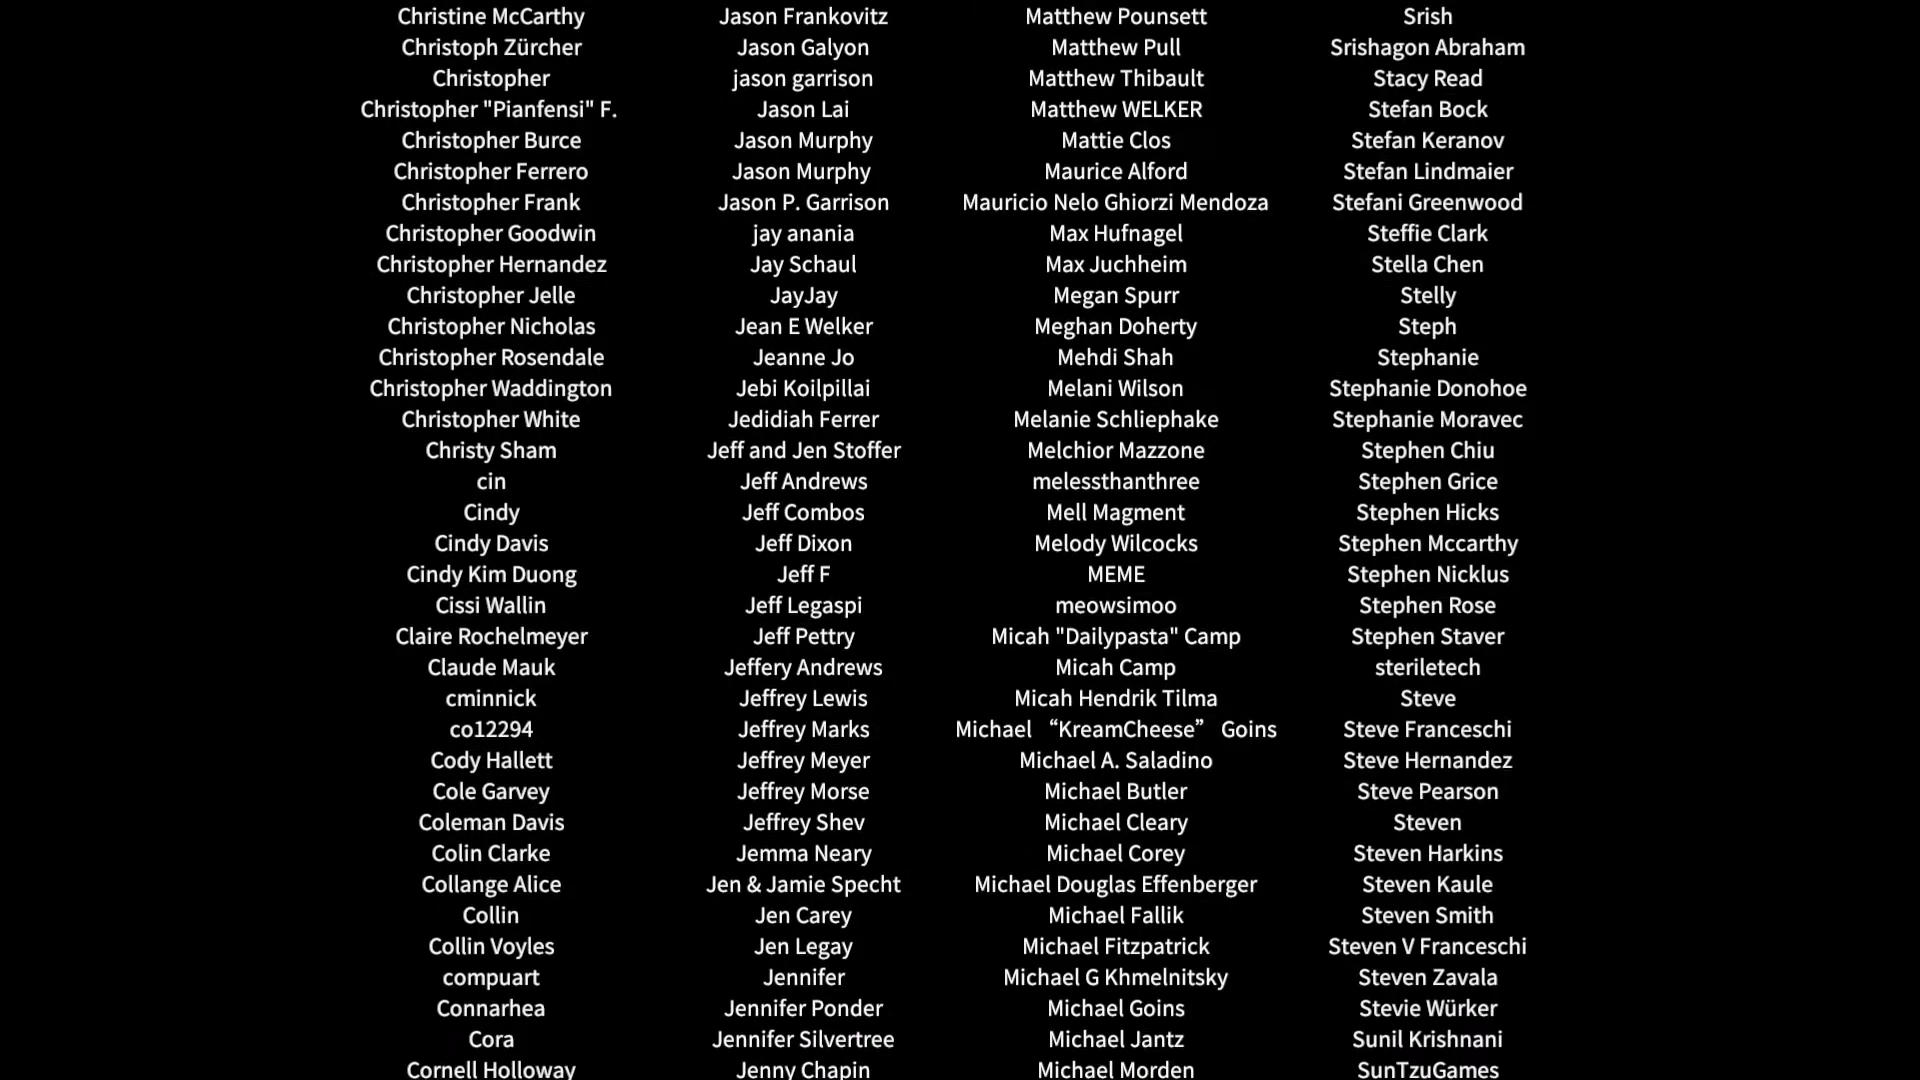 Christine McCarthy
Christoph Zürcher
Christopher
Christopher "Pianfensi" F.
Christopher Burce
Christopher Ferrero
Christopher Frank
Christopher Goodwin
Christopher Hernandez
Christopher Jelle
Christopher Nicholas
Christopher Rosendale
Christopher Waddington
Christopher White
Christy Sham
cin
Cindy
Cindy Davis
Cindy Kim Duong
Cissi Wallin
Claire Rochelmeyer
Claude Mauk
cminnick
co12294
Cody Hallett
Cole Garvey
Coleman Davis
Colin Clarke
Collange Alice
Collin
Collin Voyles
compuart
Connarhea
Cora
Cornell Holloway
Jason Frankovitz
Jason Galyon
jason garrison
Jason Lai
Jason Murphy
Jason Murphy
Jason P. Garrison
jay anania
Jay Schaul
JayJay
Jean E Welker
Jeanne Jo
Jebi Koilpillai
Jedidiah Ferrer
Jeff and Jen Stoffer
Jeff Andrews
Jeff Combos
Jeff Dixon
Jeff F
Jeff Legaspi
Jeff Pettry
Jeffery Andrews
Jeffrey Lewis
Jeffrey Marks
Jeffrey Meyer
Jeffrey Morse
Jeffrey Shev
Jemma Neary
Jen & Jamie Specht
Jen Carey
Jen Legay
Jennifer
Jennifer Ponder
Jennifer Silvertree
Jenny Chapin
Matthew Pounsett
Matthew Pull
Matthew Thibault
Matthew WELKER
Mattie Clos
Maurice Alford
Mauricio Nelo Ghiorzi Mendoza
Max Hufnagel
Max Juchheim
Megan Spurr
Meghan Doherty
Mehdi Shah
Melani Wilson
Melanie Schliephake
Melchior Mazzone
melessthanthree
Mell Magment
Melody Wilcocks
MEME
meowsimoo
Micah "Dailypasta" Camp
Micah Camp
Micah Hendrik Tilma
Michael “KreamCheese” Goins
Michael A. Saladino
Michael Butler
Michael Cleary
Michael Corey
Michael Douglas Effenberger
Michael Fallik
Michael Fitzpatrick
Michael G Khmelnitsky
Michael Goins
Michael Jantz
Michael Morden
Srish
Srishagon Abraham
Stacy Read
Stefan Bock
Stefan Keranov
Stefan Lindmaier
Stefani Greenwood
Steffie Clark
Stella Chen
Stelly
Steph
Stephanie
Stephanie Donohoe
Stephanie Moravec
Stephen Chiu
Stephen Grice
Stephen Hicks
Stephen Mccarthy
Stephen Nicklus
Stephen Rose
Stephen Staver
steriletech
Steve
Steve Franceschi
Steve Hernandez
Steve Pearson
Steven
Steven Harkins
Steven Kaule
Steven Smith
Steven V Franceschi
Steven Zavala
Stevie Würker
Sunil Krishnani
SunTzuGames